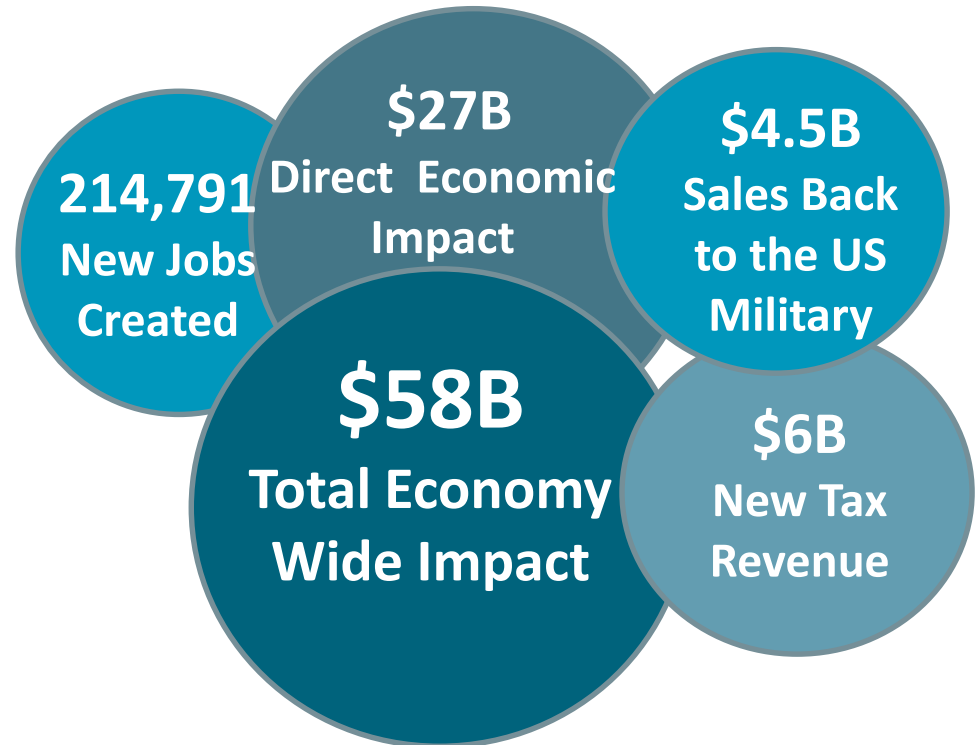 214,791
New Jobs
Created
$27B
Direct Economic
Impact
$4.5B
Sales Back
to the US
Military
$58B
Total Economy
Wide Impact
$6B
New Tax
Revenue